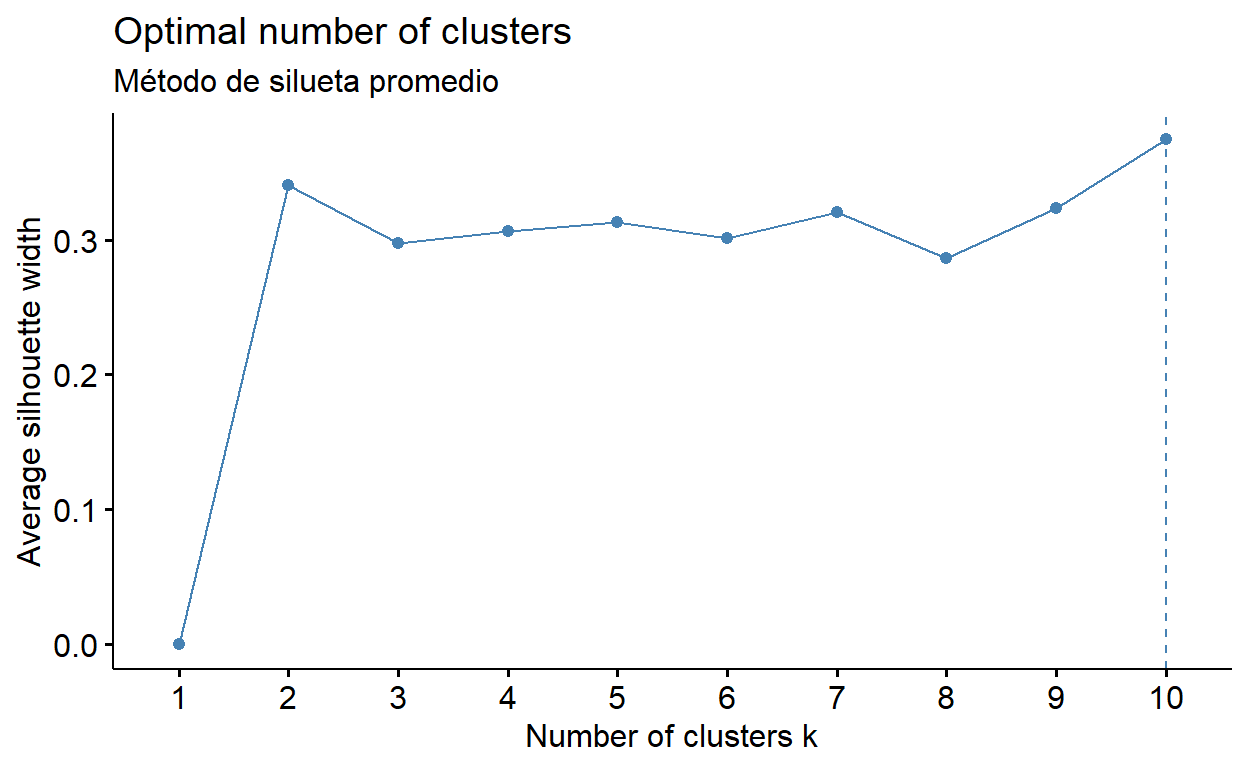 Optimal number of clusters
Método de silueta promedio
Average silhouette width
0.3
0.2
0.1
0.0
1 2 3 4 5 6 7 8 9 10
Number of clusters k